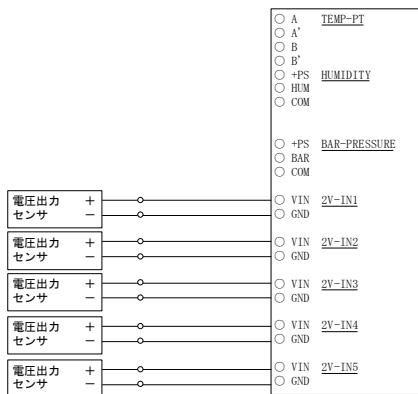 A TEMP-PT
A'
B
B'
+PS HUMIDITY
HUM
COM
+PS BAR-PRESSURE
BAR
COM
電圧出力 + VIN 2V-IN1
センサ － GND
電圧出力 + VIN 2V-IN2
センサ － GND
電圧出力 + VIN 2V-IN3
センサ － GND
電圧出力 + VIN 2V-IN4
センサ － GND
電圧出力 + VIN 2V-IN5
センサ － GND